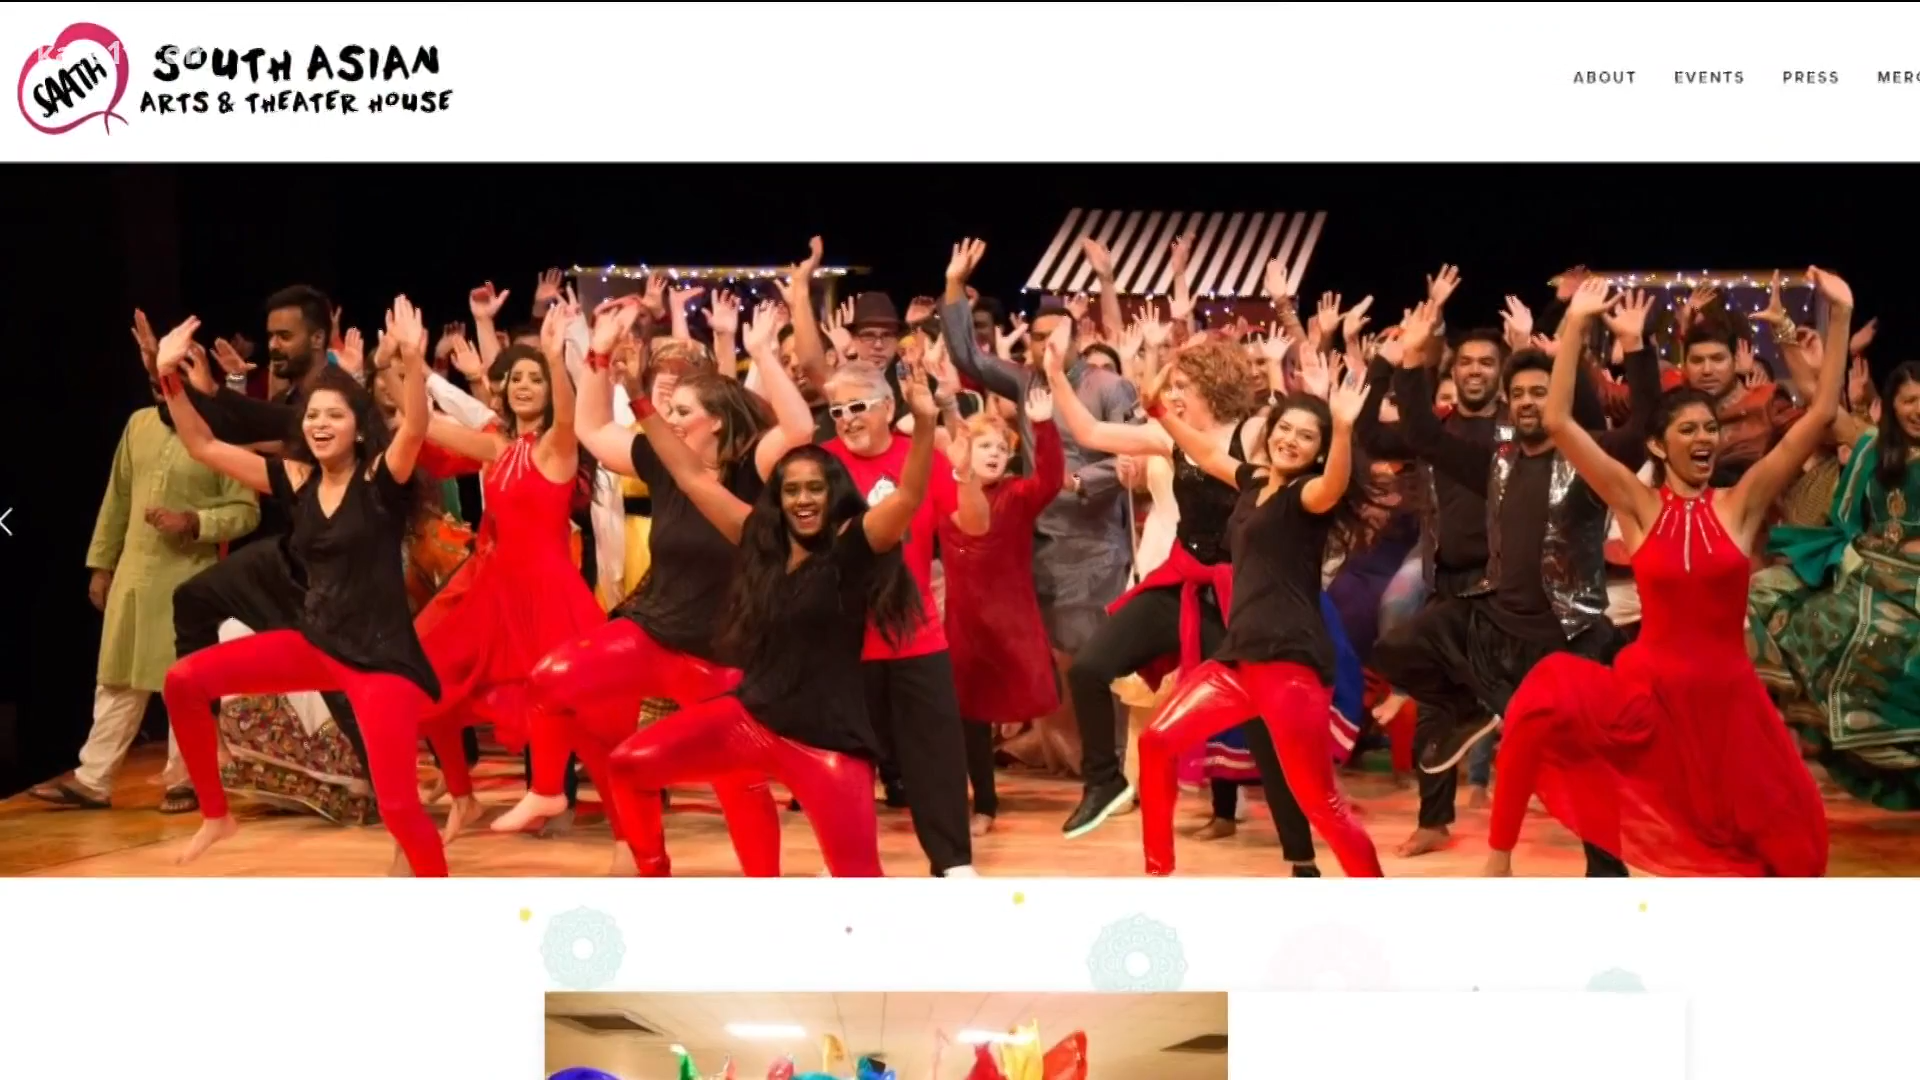 SAATH
SOUTH ASIAN
ARTS & THEATER HOUSE
ABOUT EVENTS PRESS